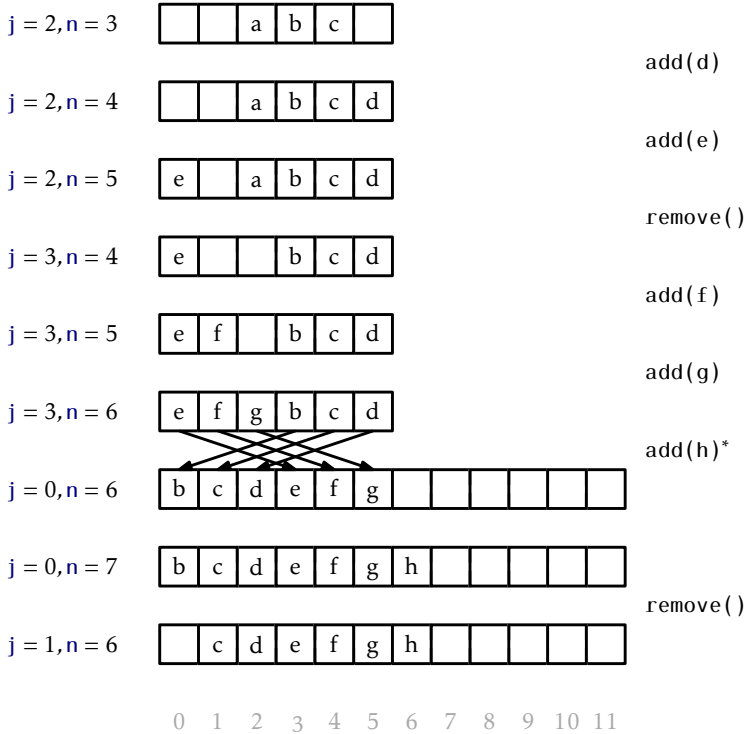 j = 2, n = 3 a b c
add(d)
j = 2, n = 4 a b c d
add(e)
j = 2, n = 5 e a b c d
remove()
j = 3, n = 4 e b c d
add(f)
j = 3, n = 5 e f b c d
add(g)
j = 3, n = 6 e f g b c d
add(h)*
j = 0, n = 6 b c d e f g
j = 0, n = 7 b c d e f g h
remove()
j = 1, n = 6 c d e f g h
0 1 2 3 4 5 6 7 8 9 10 11